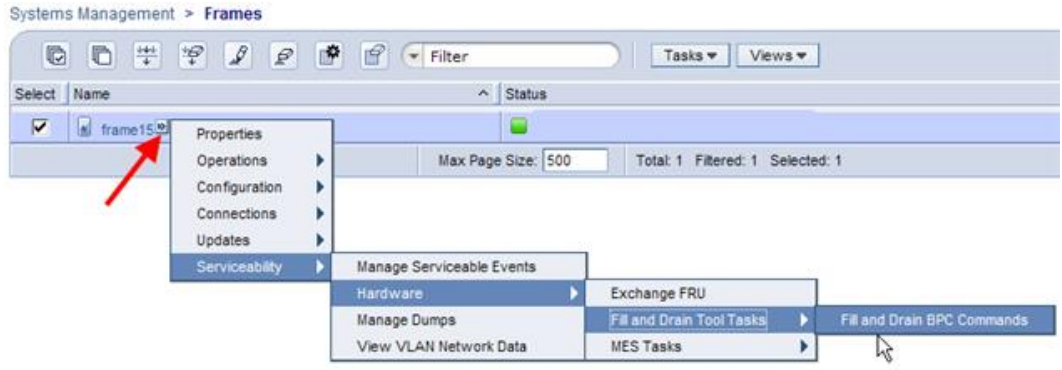 Systems Management > Frames
Filter
Tasks
Views
Select Name Status
frame15
Max Page Size: 500 Total: 1 Filtered: 1 Selected: 1
Properties
Operations
Configuration
Connections
Updates
Serviceability
Manage Serviceable Events
Hardware
Manage Dumps
View VLAN Network Data
Exchange FRU
Fill and Drain Tool Tasks
MES Tasks
Fill and Drain BPC Commands